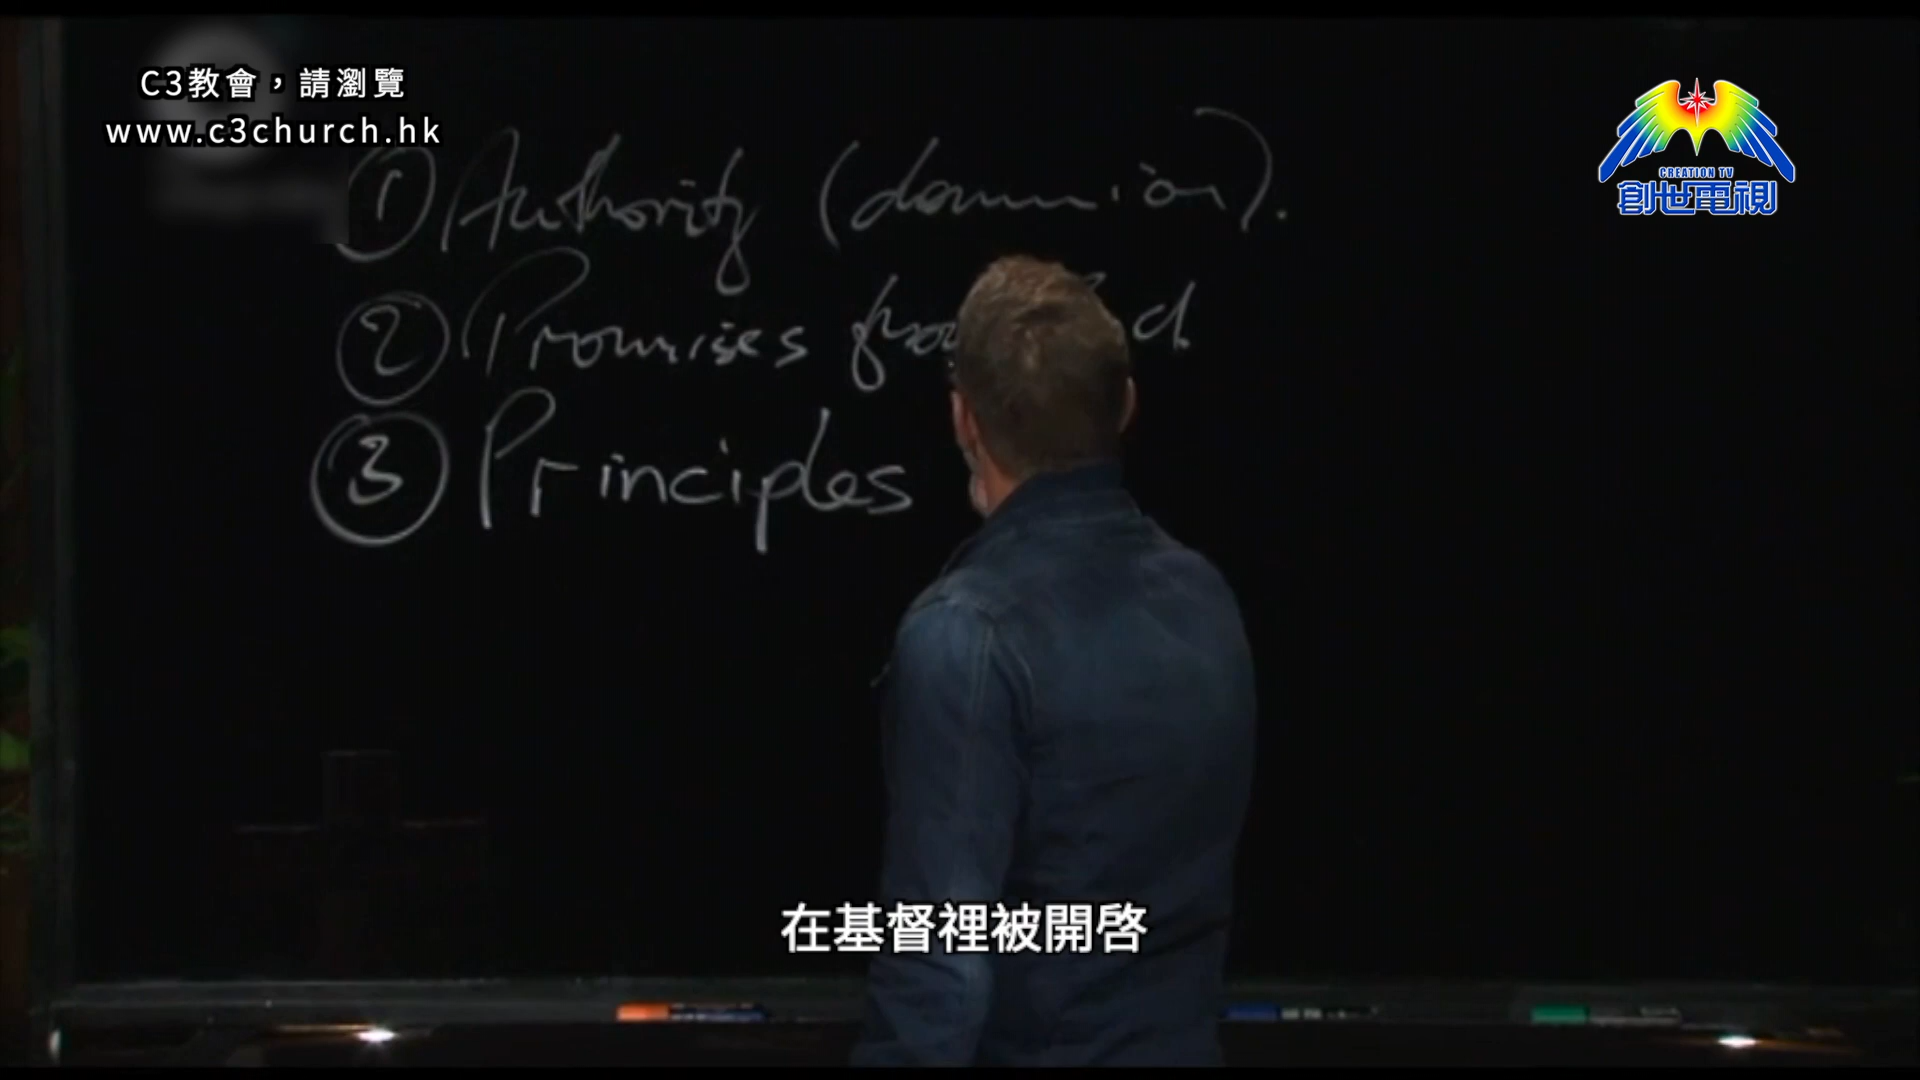 C3教會，請瀏覽
www.c3church.hk
CREATION TV
創世電視
① Authority (dominion).
② Promises
③ Principles
在基督裡被開啓